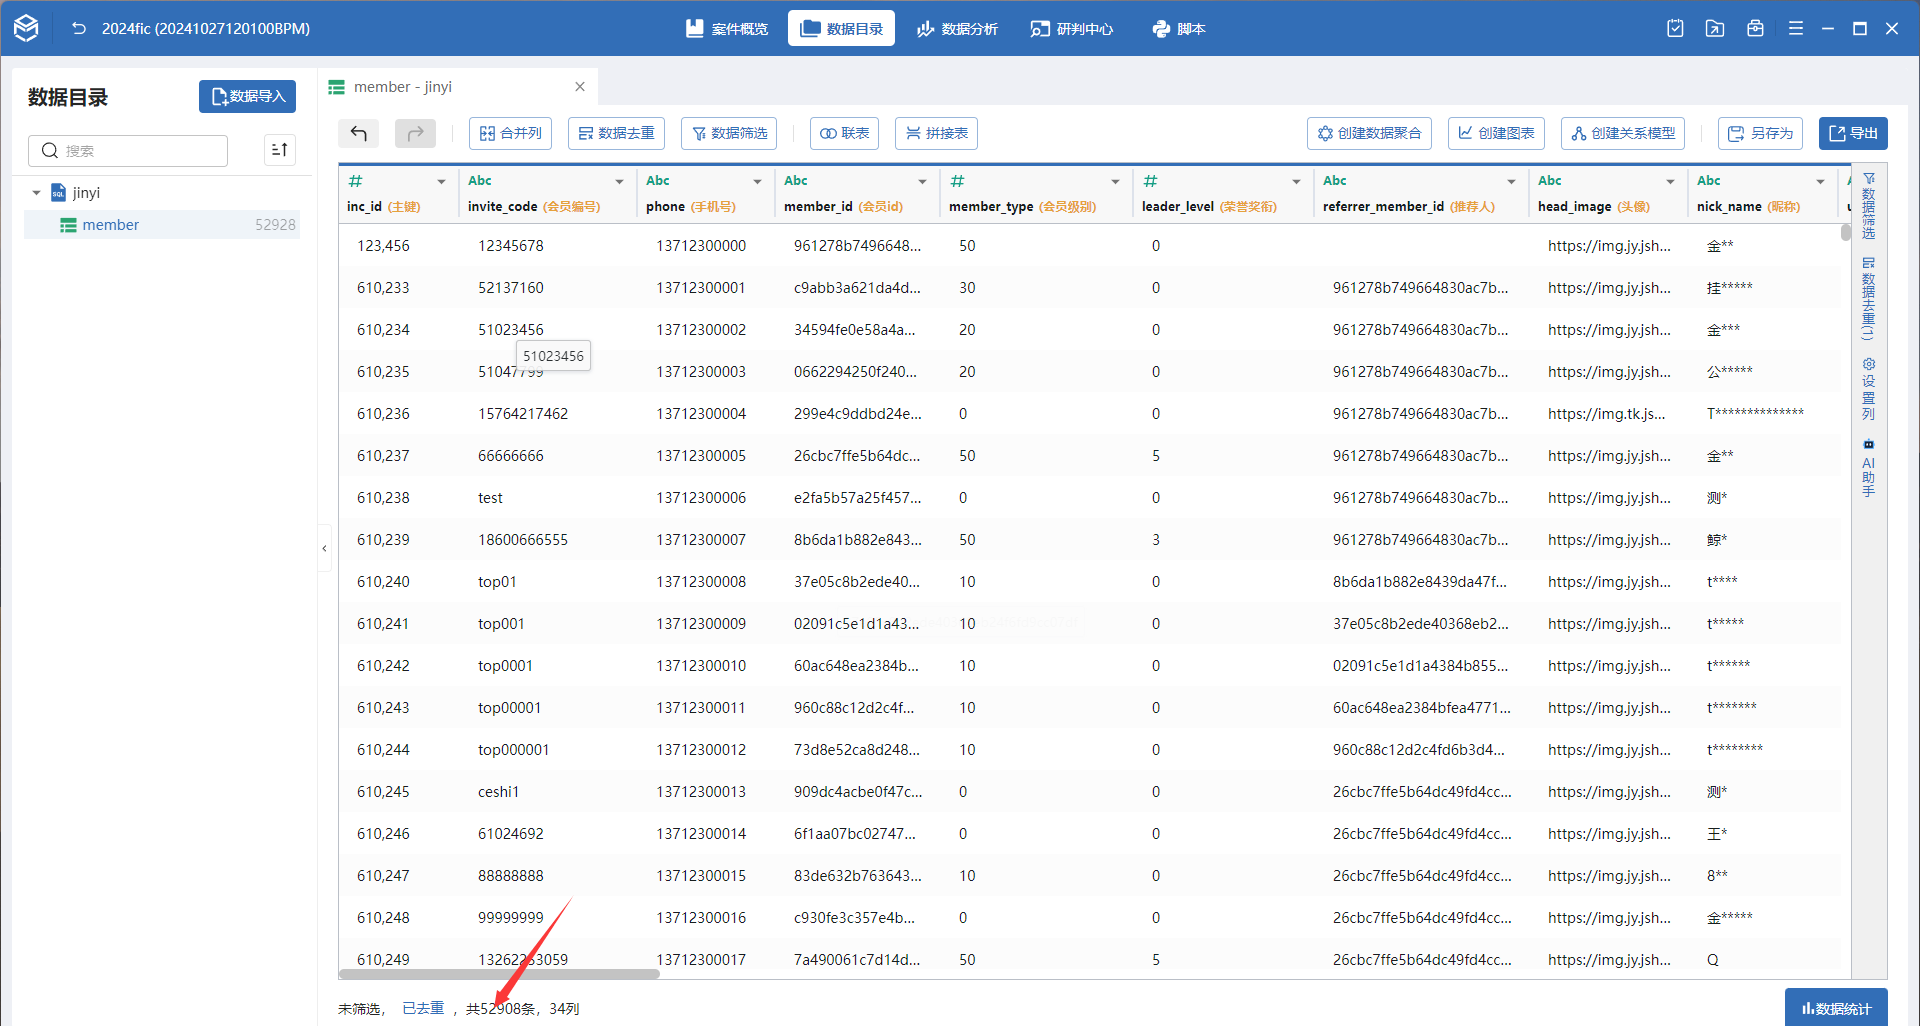 2024fic (20241027120100BPM)
案件概览
数据目录
数据分析
研判中心
脚本
数据目录
数据导入
搜索
jinyi
member 52928
member - jinyi
合并列
数据去重
数据筛选
联表
拼接表
创建数据聚合
创建图表
创建关系模型
另存为
导出
# Abc Abc Abc # # Abc Abc Abc
inc_id (主键) invite_code (会员编号) phone (手机号) member_id (会员id) member_type (会员级别) leader_level (荣誉奖衔) referrer_member_id (推荐人) head_image (头像) nick_name (昵称)
123,456 12345678 13712300000 961278b7496648... 50 0 https://img.jy.jsh... 金**
610,233 52137160 13712300001 c9abb3a621da4d... 30 0 961278b749664830ac7b... https://img.jy.jsh... 挂*****
610,234 51023456 13712300002 34594fe0e58a4a... 20 0 961278b749664830ac7b... https://img.jy.jsh... 金***
51023456
610,235 51047799 13712300003 0662294250f240... 20 0 961278b749664830ac7b... https://img.jy.jsh... 公*****
610,236 15764217462 13712300004 299e4c9ddbd24e... 0 0 961278b749664830ac7b... https://img.tk.js... T**************
610,237 66666666 13712300005 26cbc7ffe5b64dc... 50 5 961278b749664830ac7b... https://img.jy.jsh... 金**
610,238 test 13712300006 e2fa5b57a25f457... 0 0 961278b749664830ac7b... https://img.jy.jsh... 测*
610,239 18600666555 13712300007 8b6da1b882e843... 50 3 961278b749664830ac7b... https://img.jy.jsh... 鲸*
610,240 top01 13712300008 37e05c8b2ede40... 10 0 8b6da1b882e8439da47f... https://img.jy.jsh... t****
610,241 top001 13712300009 02091c5e1d1a43... 10 0 37e05c8b2ede40368eb2... https://img.jy.jsh... t*****
610,242 top0001 13712300010 60ac648ea2384b... 10 0 02091c5e1d1a4384b855... https://img.jy.jsh... t******
610,243 top00001 13712300011 960c88c12d2c4f... 10 0 60ac648ea2384bfea4771... https://img.jy.jsh... t*******
610,244 top000001 13712300012 73d8e52ca8d248... 10 0 960c88c12d2c4fd6b3d4... https://img.jy.jsh... t********
610,245 ceshi1 13712300013 909dc4acbe0f47c... 0 0 26cbc7ffe5b64dc49fd4cc... https://img.jy.jsh... 测*
610,246 61024692 13712300014 6f1aa07bc02747... 0 0 26cbc7ffe5b64dc49fd4cc... https://img.jy.jsh... 王*
610,247 88888888 13712300015 83de632b763643... 10 0 26cbc7ffe5b64dc49fd4cc... https://img.jy.jsh... 8**
610,248 99999999 13712300016 c930fe3c357e4b... 0 0 26cbc7ffe5b64dc49fd4cc... https://img.jy.jsh... 金*****
610,249 13262233059 13712300017 7a490061c7d14d... 50 5 26cbc7ffe5b64dc49fd4cc... https://img.jy.jsh... Q
数据筛选
数据去重(1)
设置列
AI助手
未筛选， 已去重 ，共52908条，34列
数据统计